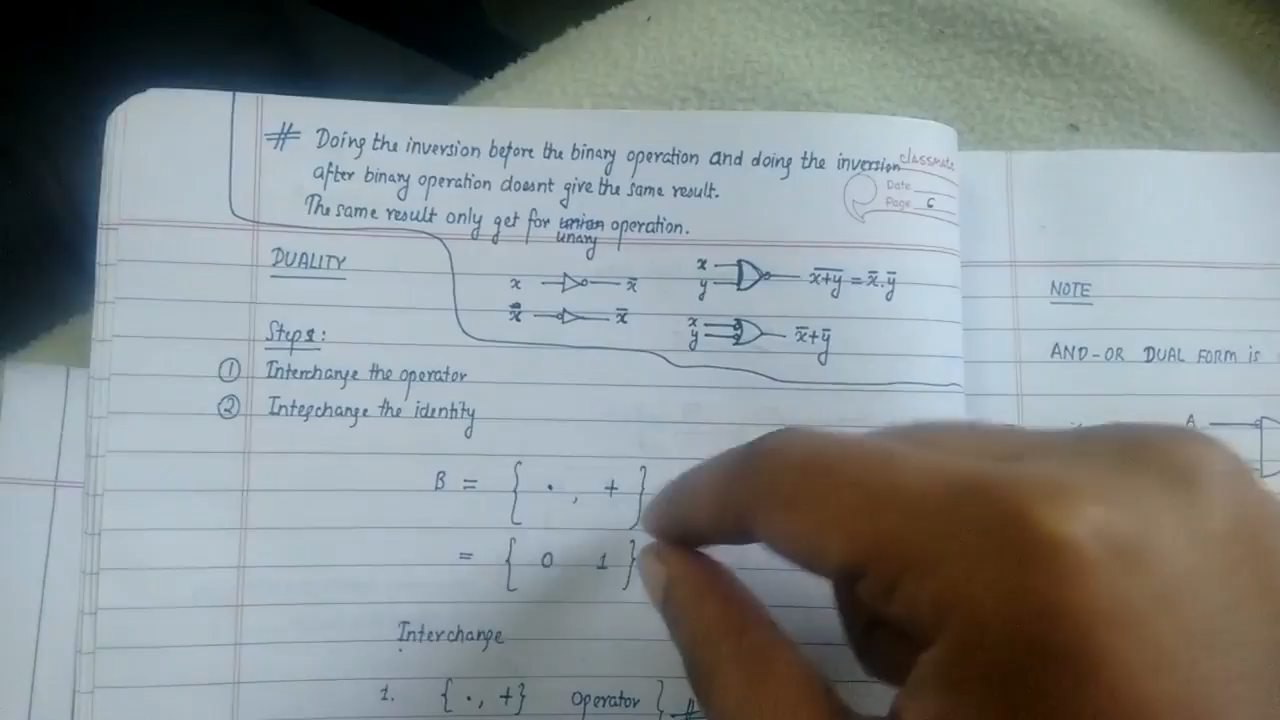 # Doing the inversion before the binary operation and doing the inversion
after binary operation doesnt give the same result.
The same result only get for operation.
unary
classmate
Date
Page 6
DUALITY
x x̄
x̄ x̄
x
y
\overline{x+y} = x̄.ȳ
x
y
x̄+ȳ
Steps:
① Interchange the operator
② Interchange the identity
B = { . , + }
= { 0 1 }
Interchange
1. { ., +} Operator } #
NOTE
AND-OR DUAL FORM is
A